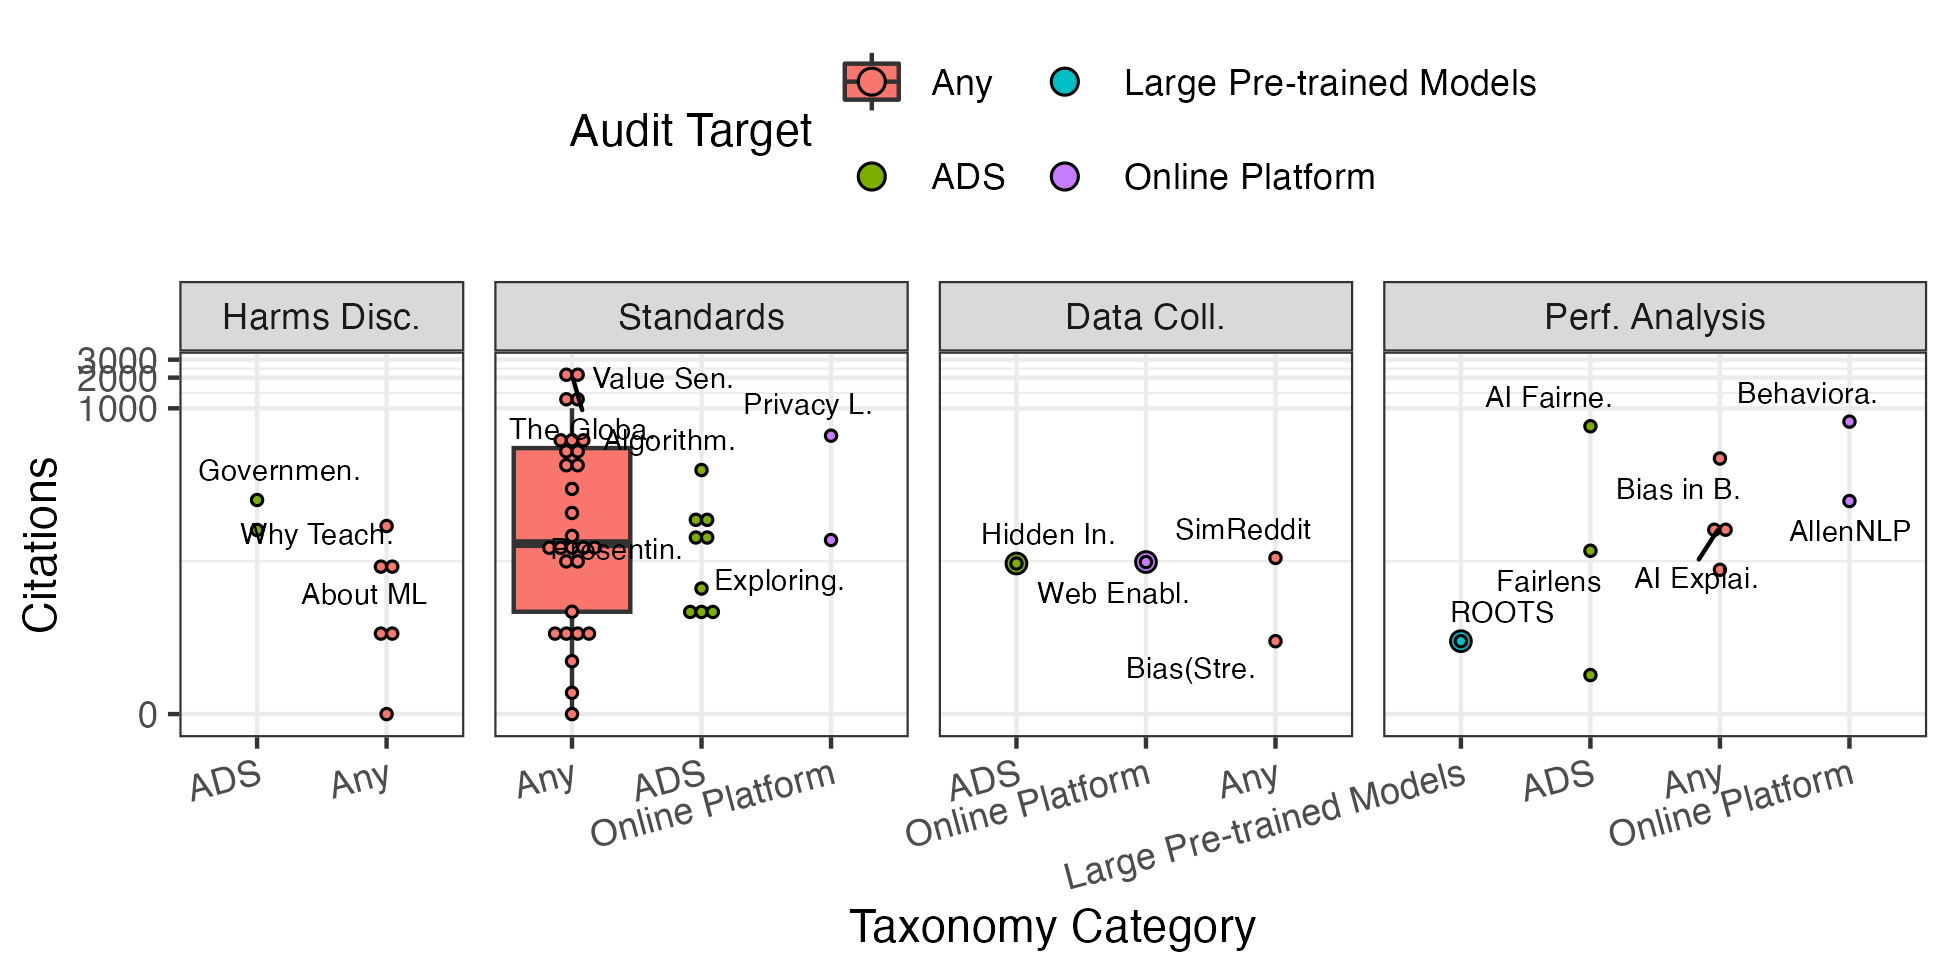 Audit Target
Any
Large Pre-trained Models
ADS
Online Platform
Harms Disc.
Standards
Data Coll.
Perf. Analysis
Citations
3000
2000
1000
0
Governmen.
Why Teach.
About ML
Value Sen.
Privacy L.
The Globa.
Algorithm.
Exploring.
Hidden In.
SimReddit
Web Enabl.
Bias(Stre.
AI Fairne.
Behaviora.
Bias in B.
AllenNLP
Fairlens
AI Explai.
ROOTS
ADS
Any
Any
ADS
Online Platform
ADS
Online Platform
Any
Large Pre-trained Models
ADS
Any
Online Platform
Taxonomy Category